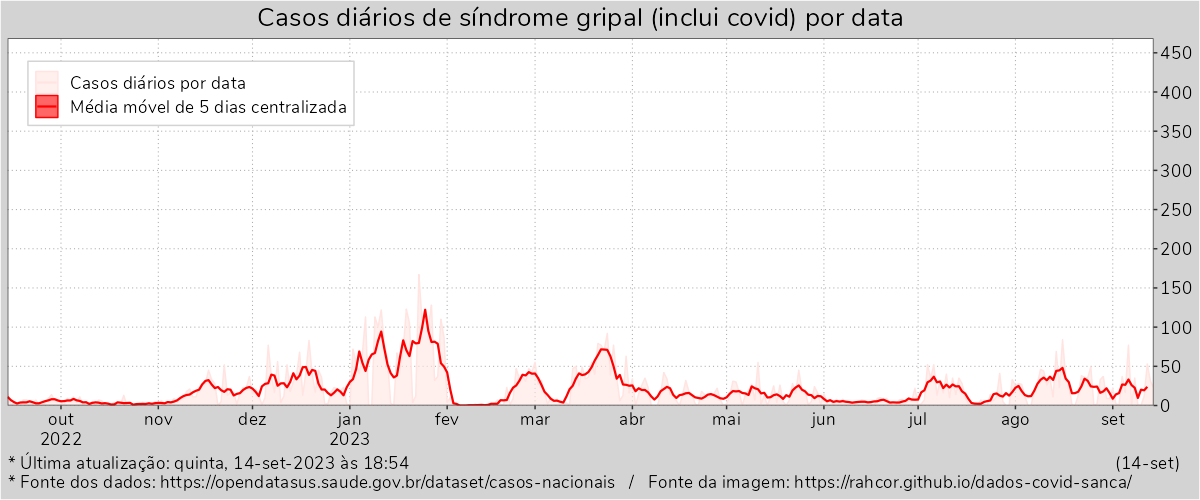 Casos diários de síndrome gripal (inclui covid) por data
Casos diários por data
Média móvel de 5 dias centralizada
450
400
350
300
250
200
150
100
50
0
out nov dez jan fev mar abr mai jun jul ago set
2022 2023
* Última atualização: quinta, 14-set-2023 às 18:54 (14-set)
* Fonte dos dados: https://opendatasus.saude.gov.br/dataset/casos-nacionais / Fonte da imagem: https://rahcor.github.io/dados-covid-sanca/